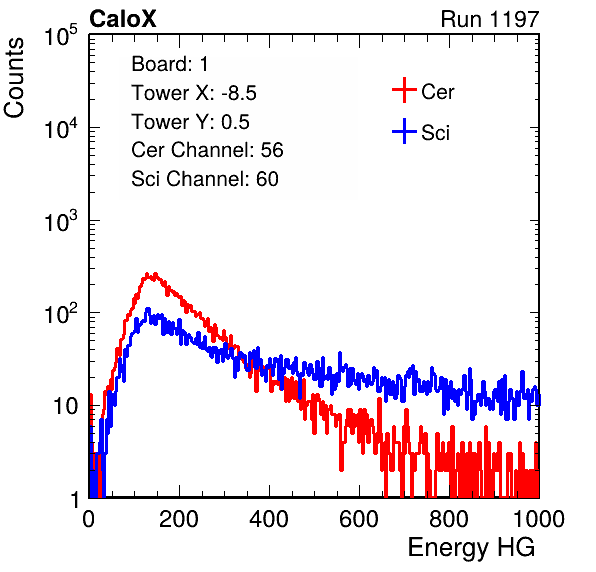 CaloX Run 1197
Counts
Board: 1
Tower X: -8.5
Tower Y: 0.5
Cer Channel: 56
Sci Channel: 60
Cer
Sci
10^5
10^4
10^3
10^2
10
1
0 200 400 600 800 1000
Energy HG